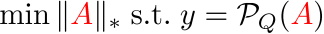 min ‖A‖∗ s.t. y = 𝒫_Q(A)